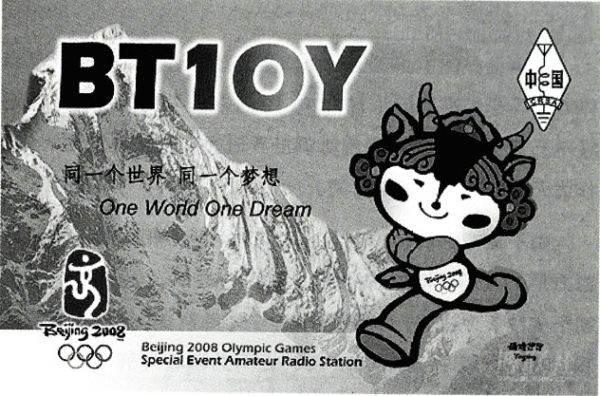 BT1OY
中 国
CRSA
同一个世界 同一个梦想
One World One Dream
Beijing 2008
Beijing 2008
Beijing 2008 Olympic Games
Special Event Amateur Radio Station
Yingying